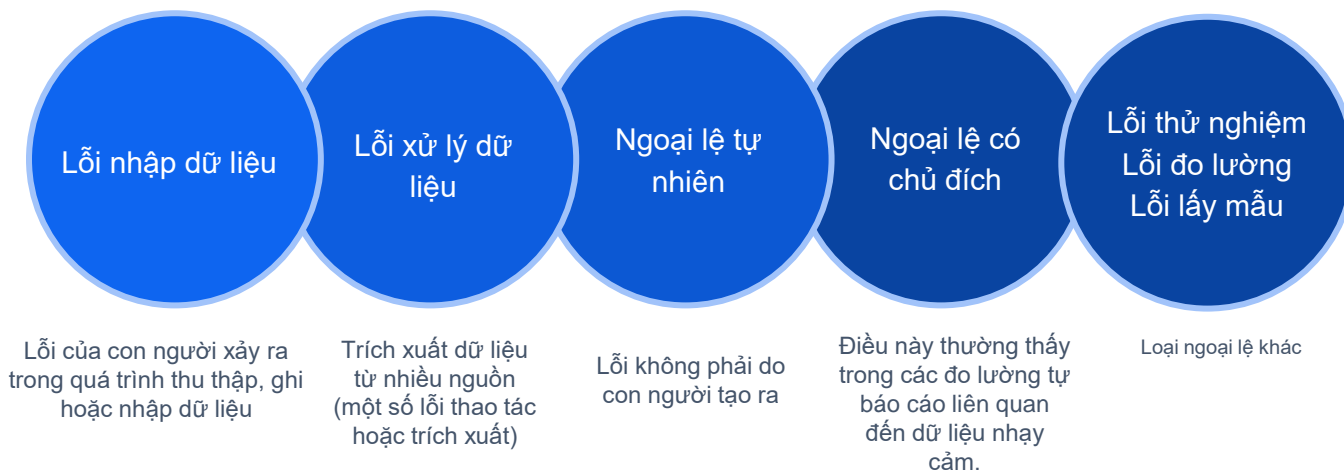 Lỗi nhập dữ liệu
Lỗi xử lý dữ
liệu
Ngoại lệ tự
nhiên
Ngoại lệ có
chủ đích
Lỗi thử nghiệm
Lỗi đo lường
Lỗi lấy mẫu
Lỗi của con người xảy ra
trong quá trình thu thập, ghi
hoặc nhập dữ liệu
Trích xuất dữ liệu
từ nhiều nguồn
(một số lỗi thao tác
hoặc trích xuất)
Lỗi không phải do
con người tạo ra
Điều này thường thấy
trong các đo lường tự
báo cáo liên quan
đến dữ liệu nhạy
cảm.
Loại ngoại lệ khác